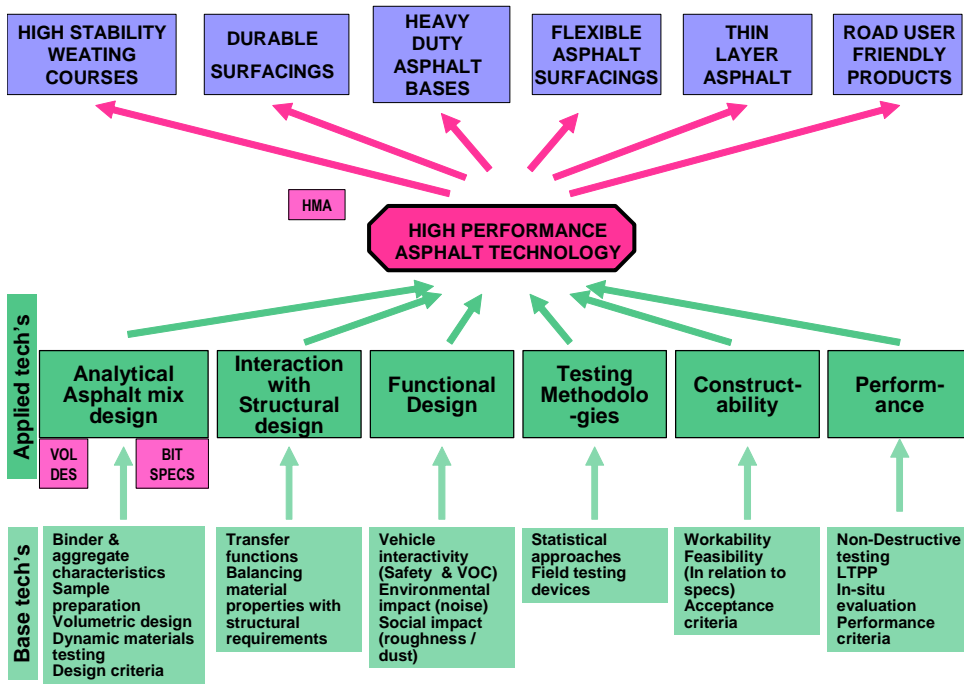 HIGH STABILITY
WEATING
COURSES
DURABLE
SURFACINGS
HEAVY
DUTY
ASPHALT
BASES
FLEXIBLE
ASPHALT
SURFACINGS
THIN
LAYER
ASPHALT
ROAD USER
FRIENDLY
PRODUCTS
HMA
HIGH PERFORMANCE
ASPHALT TECHNOLOGY
Applied tech's
Analytical
Asphalt mix
design
Interaction
with
Structural
design
Functional
Design
Testing
Methodolo
-gies
Construct-
ability
Perform-
ance
VOL
DES
BIT
SPECS
Base tech's
Binder &
aggregate
characteristics
Sample
preparation
Volumetric design
Dynamic materials
testing
Design criteria
Transfer
functions
Balancing
material
properties with
structural
requirements
Vehicle
interactivity
(Safety & VOC)
Environmental
impact (noise)
Social impact
(roughness /
dust)
Statistical
approaches
Field testing
devices
Workability
Feasibility
(In relation to
specs)
Acceptance
criteria
Non-Destructive
testing
LTPP
In-situ
evaluation
Performance
criteria